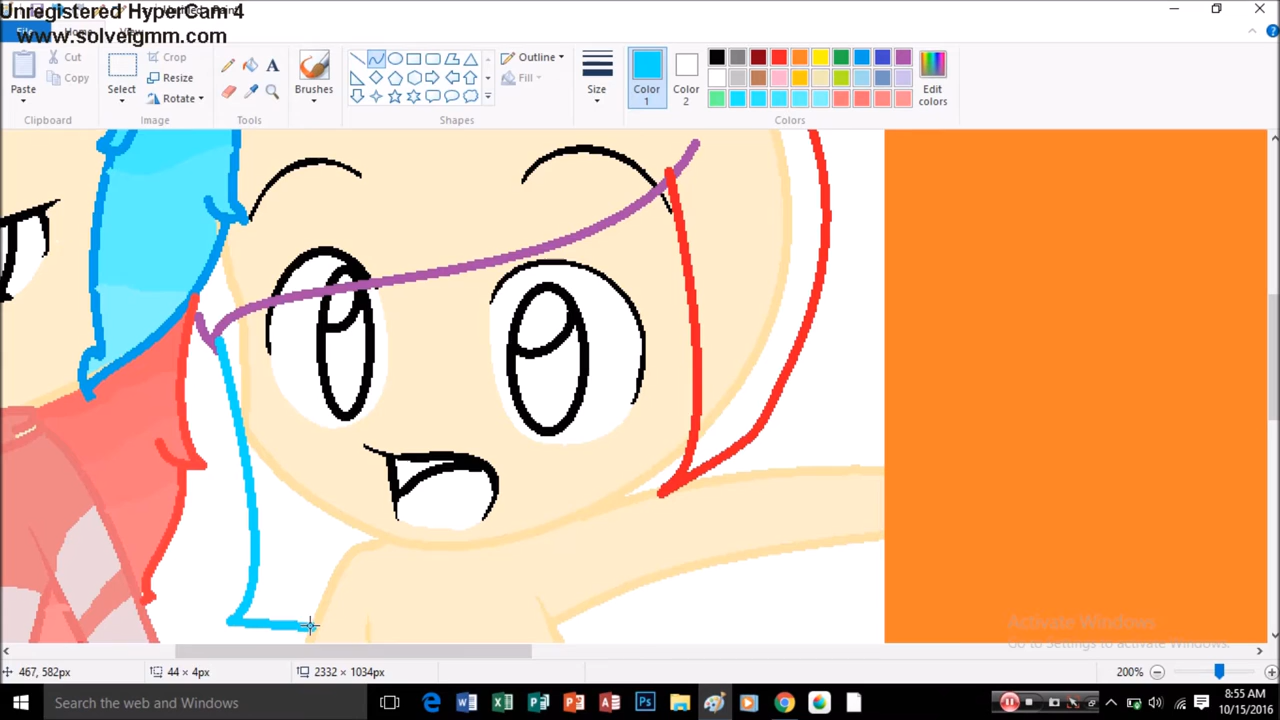 Unregistered HyperCam 4
www.solveigmm.com
Cut
Copy
Paste
Clipboard
Select
Crop
Resize
Rotate
Image
Tools
Brushes
Outline
Fill
Shapes
Size
Color 1
Color 2
Colors
Edit colors
Activate Windows
Go to Settings to activate Windows.
467, 582px
44 × 4px
2332 × 1034px
200%
Search the web and Windows
8:55 AM
10/15/2016